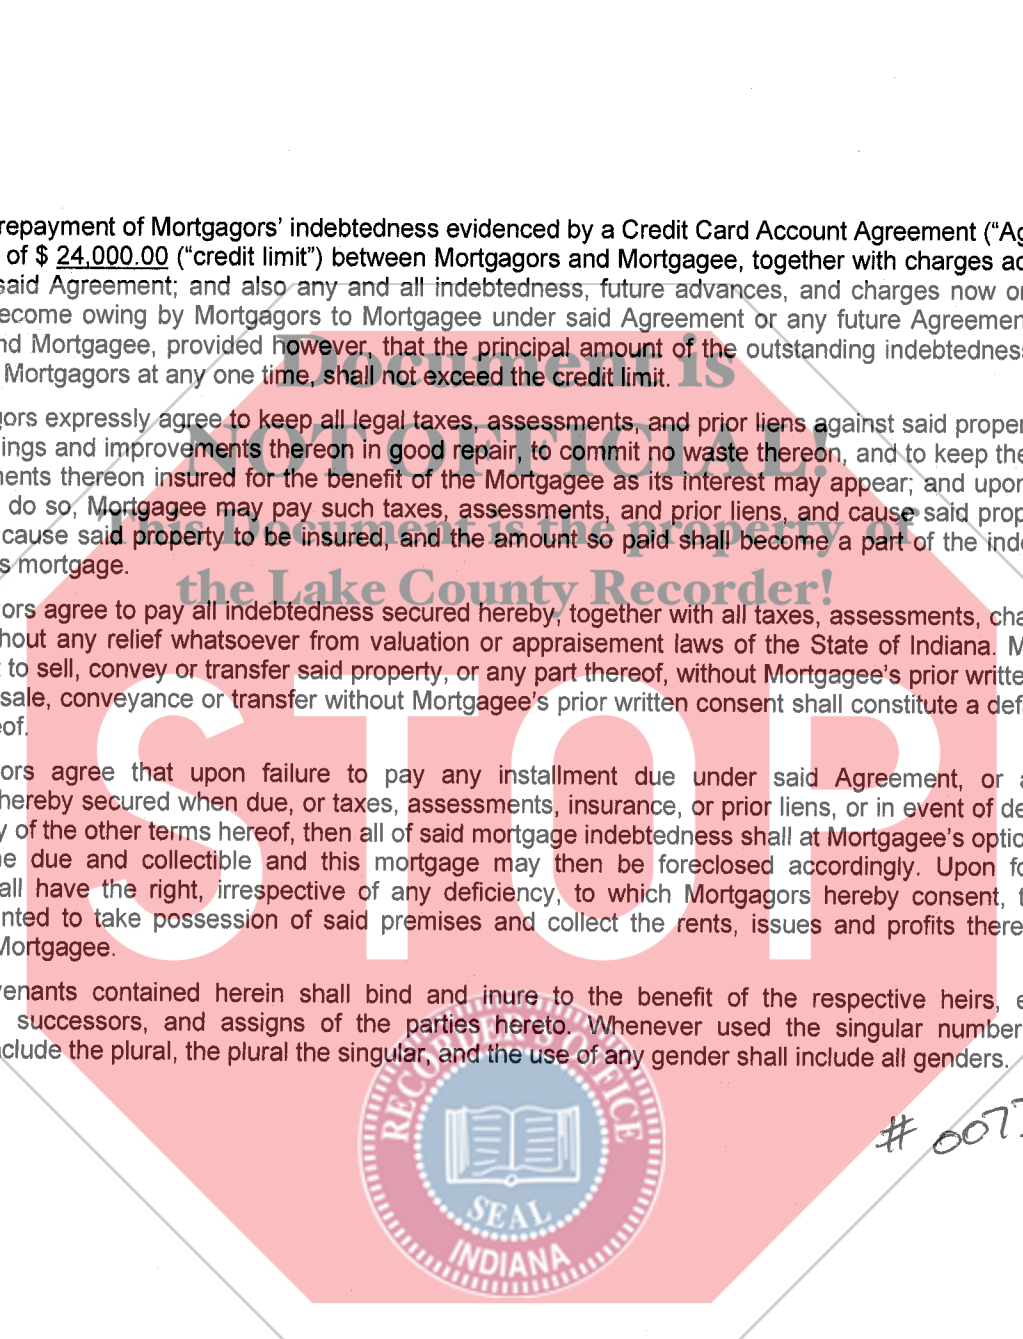 repayment of Mortgagors' indebtedness evidenced by a Credit Card Account Agreement ("Ag
of $ 24,000.00 ("credit limit") between Mortgagors and Mortgagee, together with charges ac
said Agreement; and also any and all indebtedness, future advances, and charges now or
ecome owing by Mortgagors to Mortgagee under said Agreement or any future Agreemen
nd Mortgagee, provided however, that the principal amount of the outstanding indebtedness
Mortgagors at any one time, shall not exceed the credit limit.
Document is
gors expressly agree to keep all legal taxes, assessments, and prior liens against said proper
ings and improvements thereon in good repair, to commit no waste thereon, and to keep the
NOT OFFICIAL!
ments thereon insured for the benefit of the Mortgagee as its interest may appear; and upon
do so, Mortgagee may pay such taxes, assessments, and prior liens, and cause said prop
This Document is the property of
cause said property to be insured, and the amount so paid shall become a part of the inde
s mortgage.
the Lake County Recorder!
ors agree to pay all indebtedness secured hereby, together with all taxes, assessments, cha
hout any relief whatsoever from valuation or appraisement laws of the State of Indiana. M
t to sell, convey or transfer said property, or any part thereof, without Mortgagee's prior writte
sale, conveyance or transfer without Mortgagee's prior written consent shall constitute a def
eof.
STOP
ors agree that upon failure to pay any installment due under said Agreement, or a
hereby secured when due, or taxes, assessments, insurance, or prior liens, or in event of de
y of the other terms hereof, then all of said mortgage indebtedness shall at Mortgagee's optio
ne due and collectible and this mortgage may then be foreclosed accordingly. Upon fo
all have the right, irrespective of any deficiency, to which Mortgagors hereby consent, t
nted to take possession of said premises and collect the rents, issues and profits there
Mortgagee.
venants contained herein shall bind and inure to the benefit of the respective heirs, e
successors, and assigns of the parties hereto. Whenever used the singular number
clude the plural, the plural the singular, and the use of any gender shall include all genders.
RECORDER'S OFFICE
SEAL
INDIANA
# 007